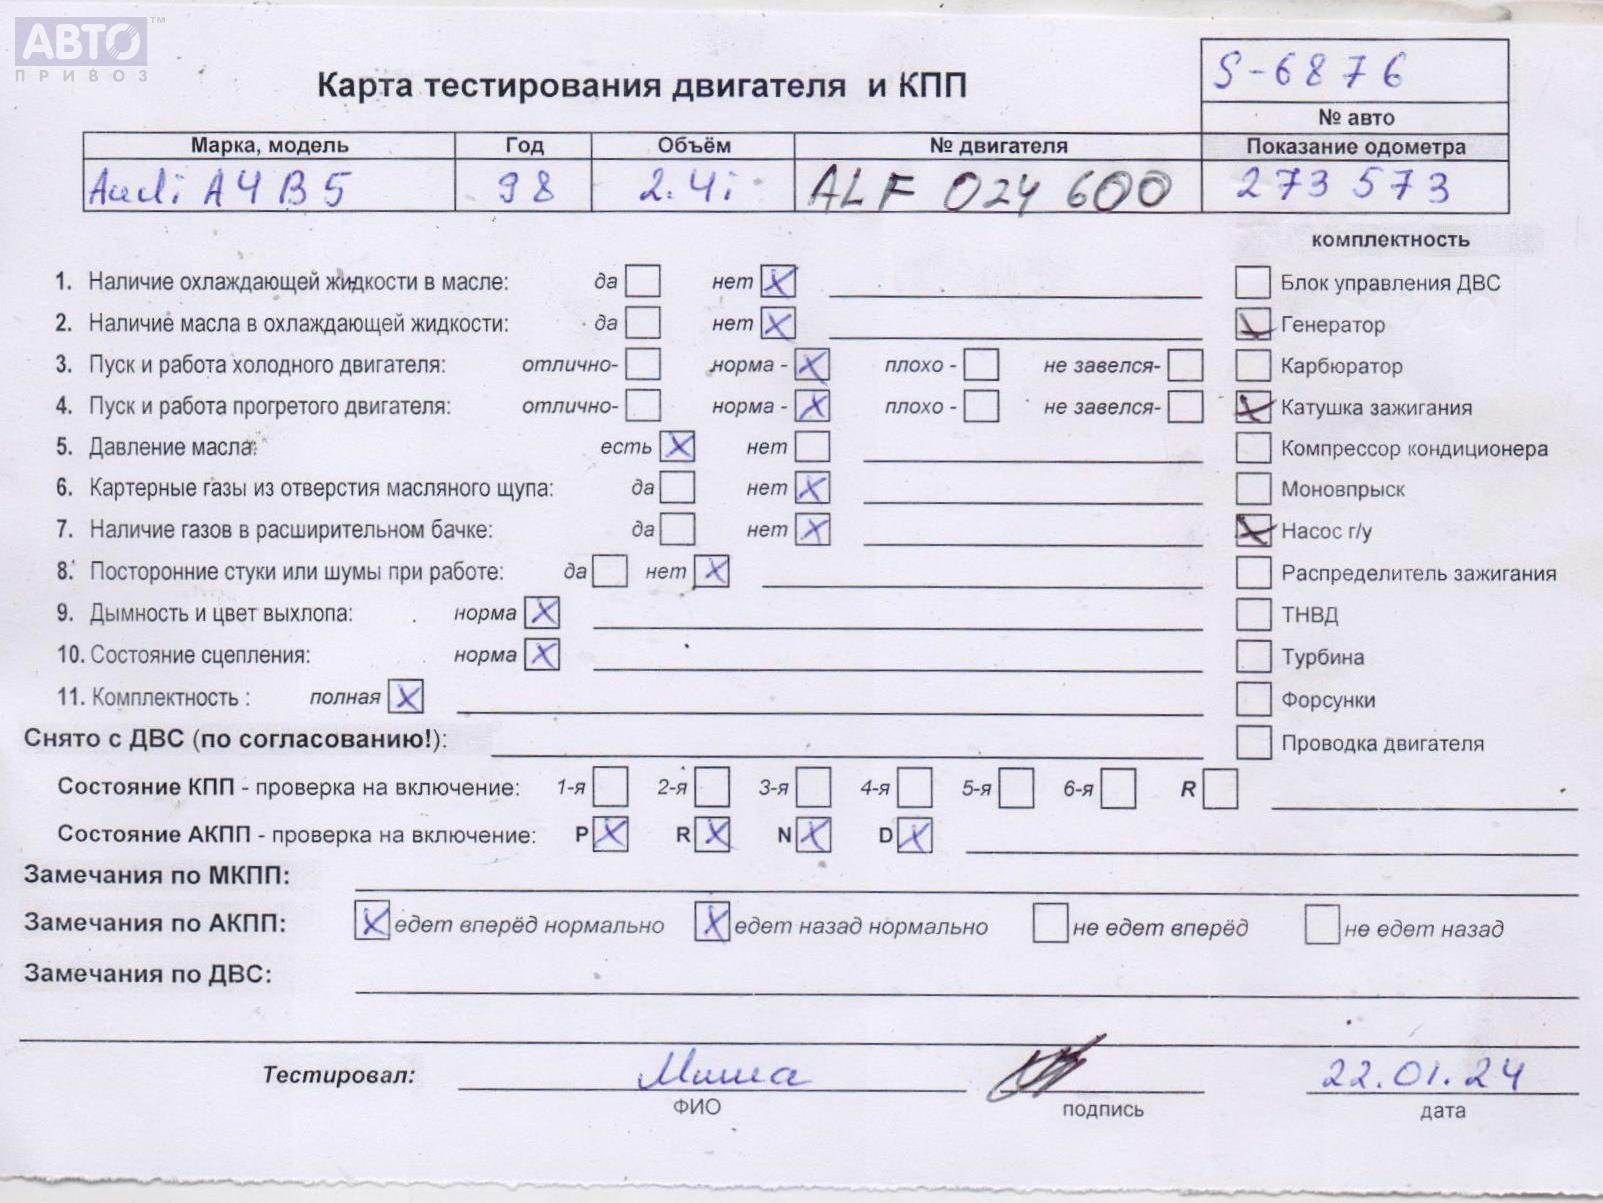 АВТО™
ПРИВОЗ
Карта тестирования двигателя и КПП
S-6876
№ авто
Марка, модель Год Объём № двигателя Показание одометра
Audi A4 B5 98 2.4i ALF 024 600 273 573
комплектность
1. Наличие охлаждающей жидкости в масле: да нет X Блок управления ДВС
2. Наличие масла в охлаждающей жидкости: да нет X Генератор
3. Пуск и работа холодного двигателя: отлично- норма - X плохо - не завелся- Карбюратор
4. Пуск и работа прогретого двигателя: отлично- норма - X плохо - не завелся- Катушка зажигания
5. Давление масла: есть X нет Компрессор кондиционера
6. Картерные газы из отверстия масляного щупа: да нет X Моновпрыск
7. Наличие газов в расширительном бачке: да нет X Насос г/у
8. Посторонние стуки или шумы при работе: да нет X Распределитель зажигания
9. Дымность и цвет выхлопа: норма X ТНВД
10. Состояние сцепления: норма X Турбина
11. Комплектность : полная X Форсунки
Снято с ДВС (по согласованию!): Проводка двигателя
Состояние КПП - проверка на включение: 1-я 2-я 3-я 4-я 5-я 6-я R
Состояние АКПП - проверка на включение: P X R X N X D X
Замечания по МКПП:
Замечания по АКПП: X едет вперёд нормально X едет назад нормально не едет вперёд не едет назад
Замечания по ДВС:
Тестировал: Миша 22.01.24
ФИО подпись дата